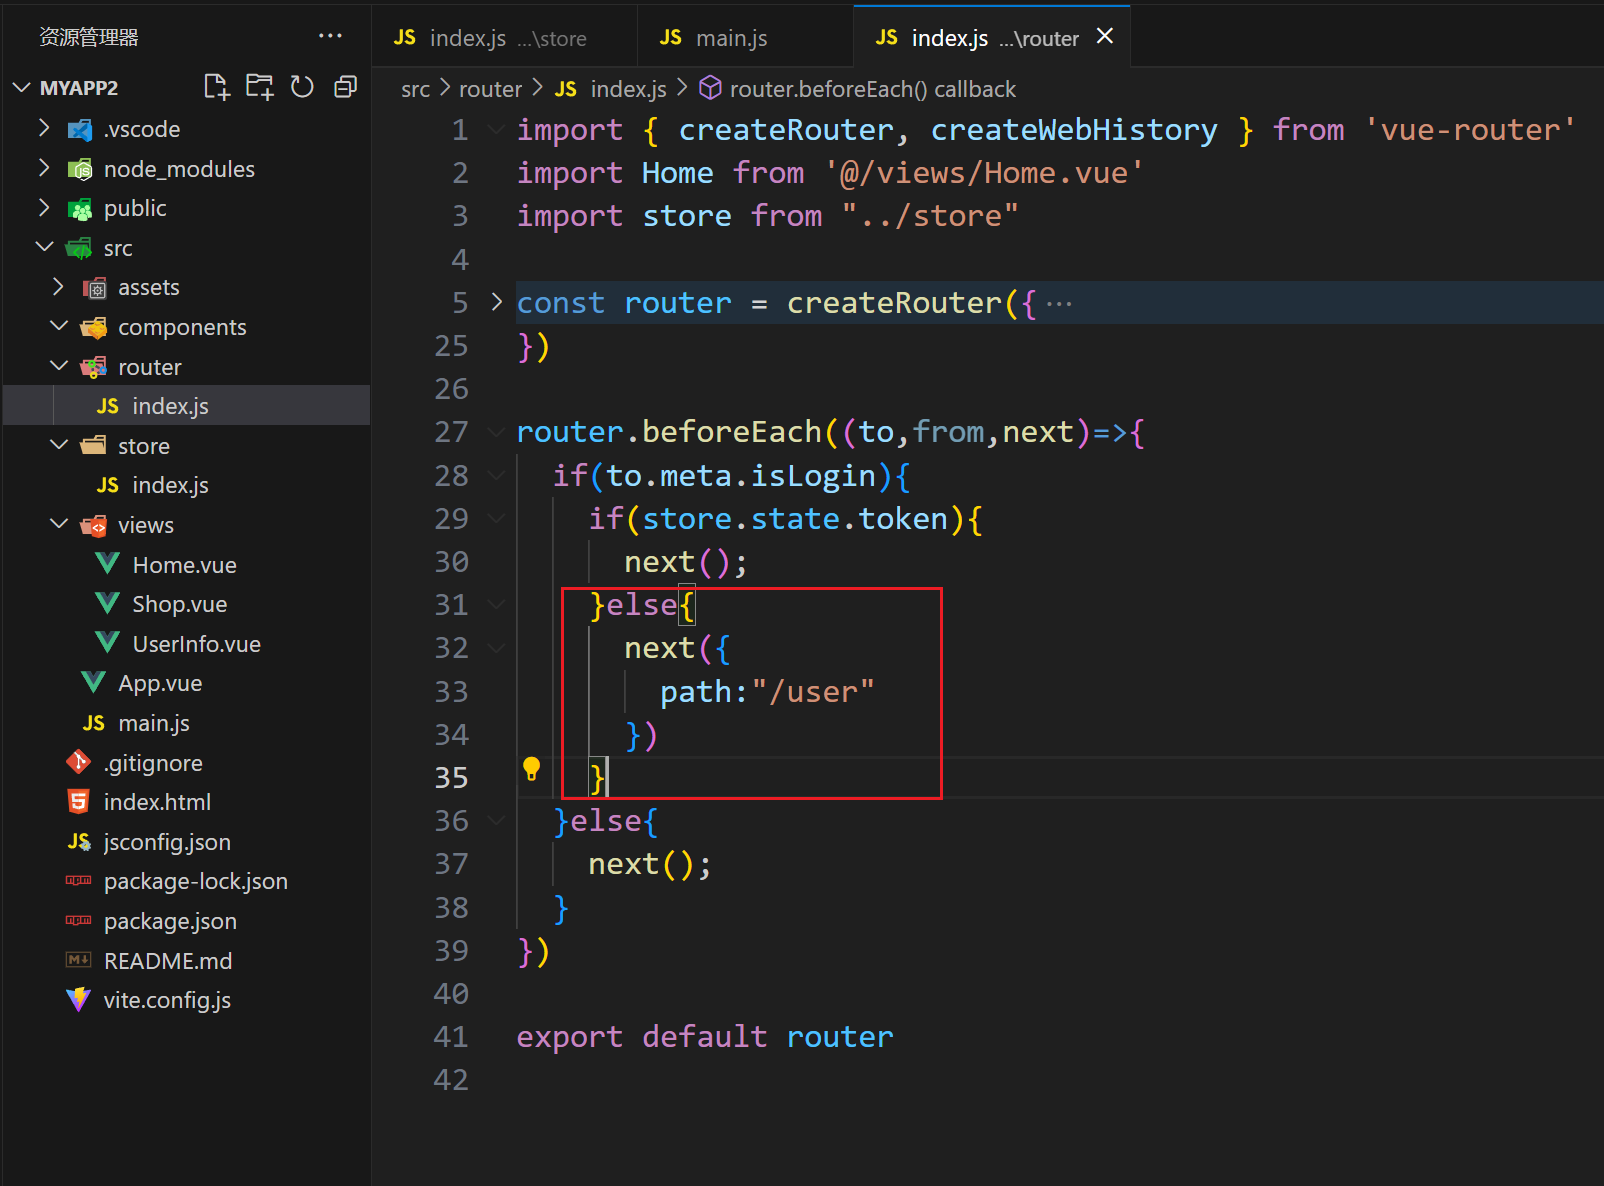 资源管理器 ···
MYAPP2
.vscode
node_modules
public
src
assets
components
router
JS index.js
store
JS index.js
views
Home.vue
Shop.vue
UserInfo.vue
App.vue
JS main.js
.gitignore
index.html
JS jsconfig.json
package-lock.json
package.json
README.md
vite.config.js
JS index.js ...\store
JS main.js
JS index.js ...\router
src > router > JS index.js > router.beforeEach() callback
1 import { createRouter, createWebHistory } from 'vue-router'
2 import Home from '@/views/Home.vue'
3 import store from "../store"
4
5 const router = createRouter({ ···
25 })
26
27 router.beforeEach((to,from,next)=>{
28 if(to.meta.isLogin){
29 if(store.state.token){
30 next();
31 }else{
32 next({
33 path:"/user"
34 })
35 }
36 }else{
37 next();
38 }
39 })
40
41 export default router
42